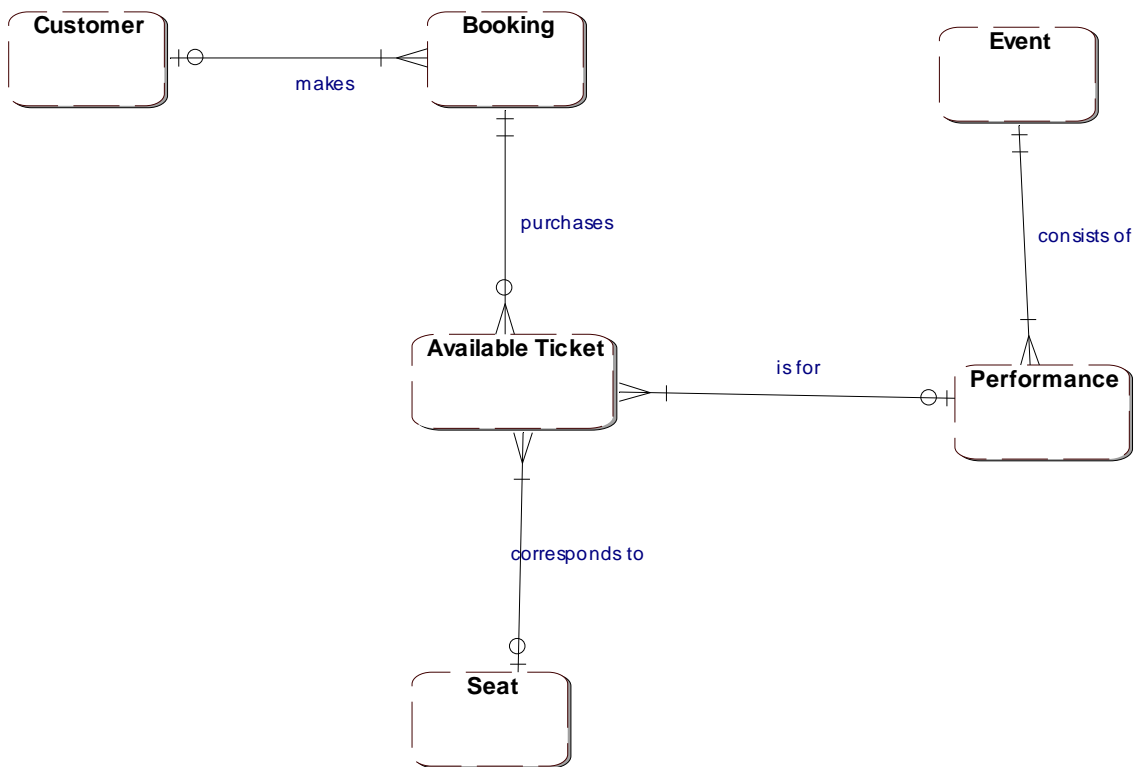 Customer
Booking
Event
makes
purchases
consists of
Available Ticket
is for
Performance
corresponds to
Seat